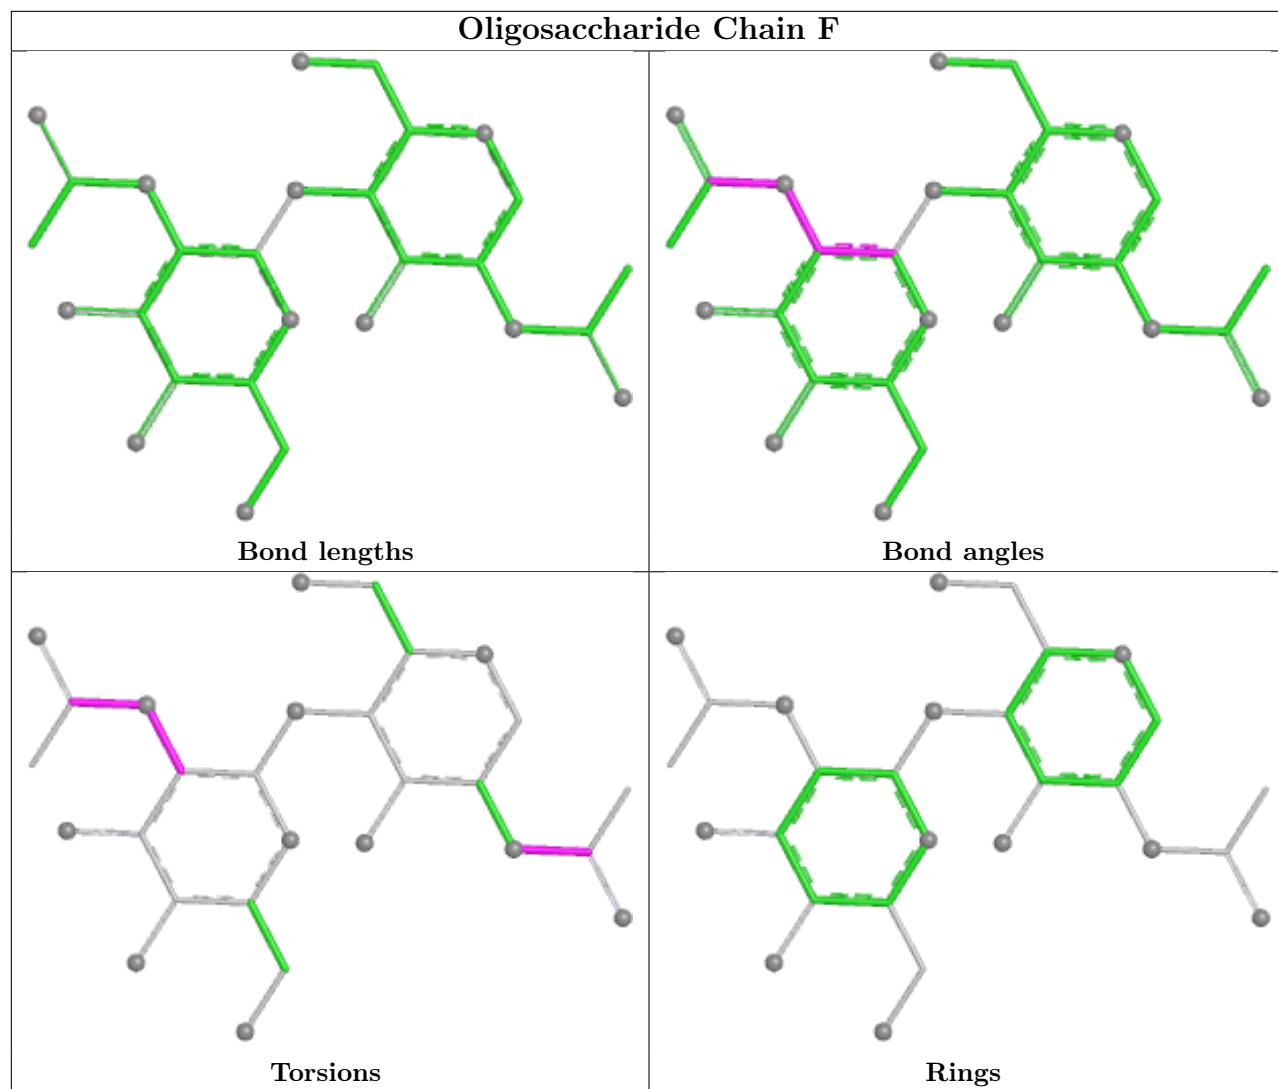 Oligosaccharide Chain F
Bond lengths
Bond angles
Torsions
Rings